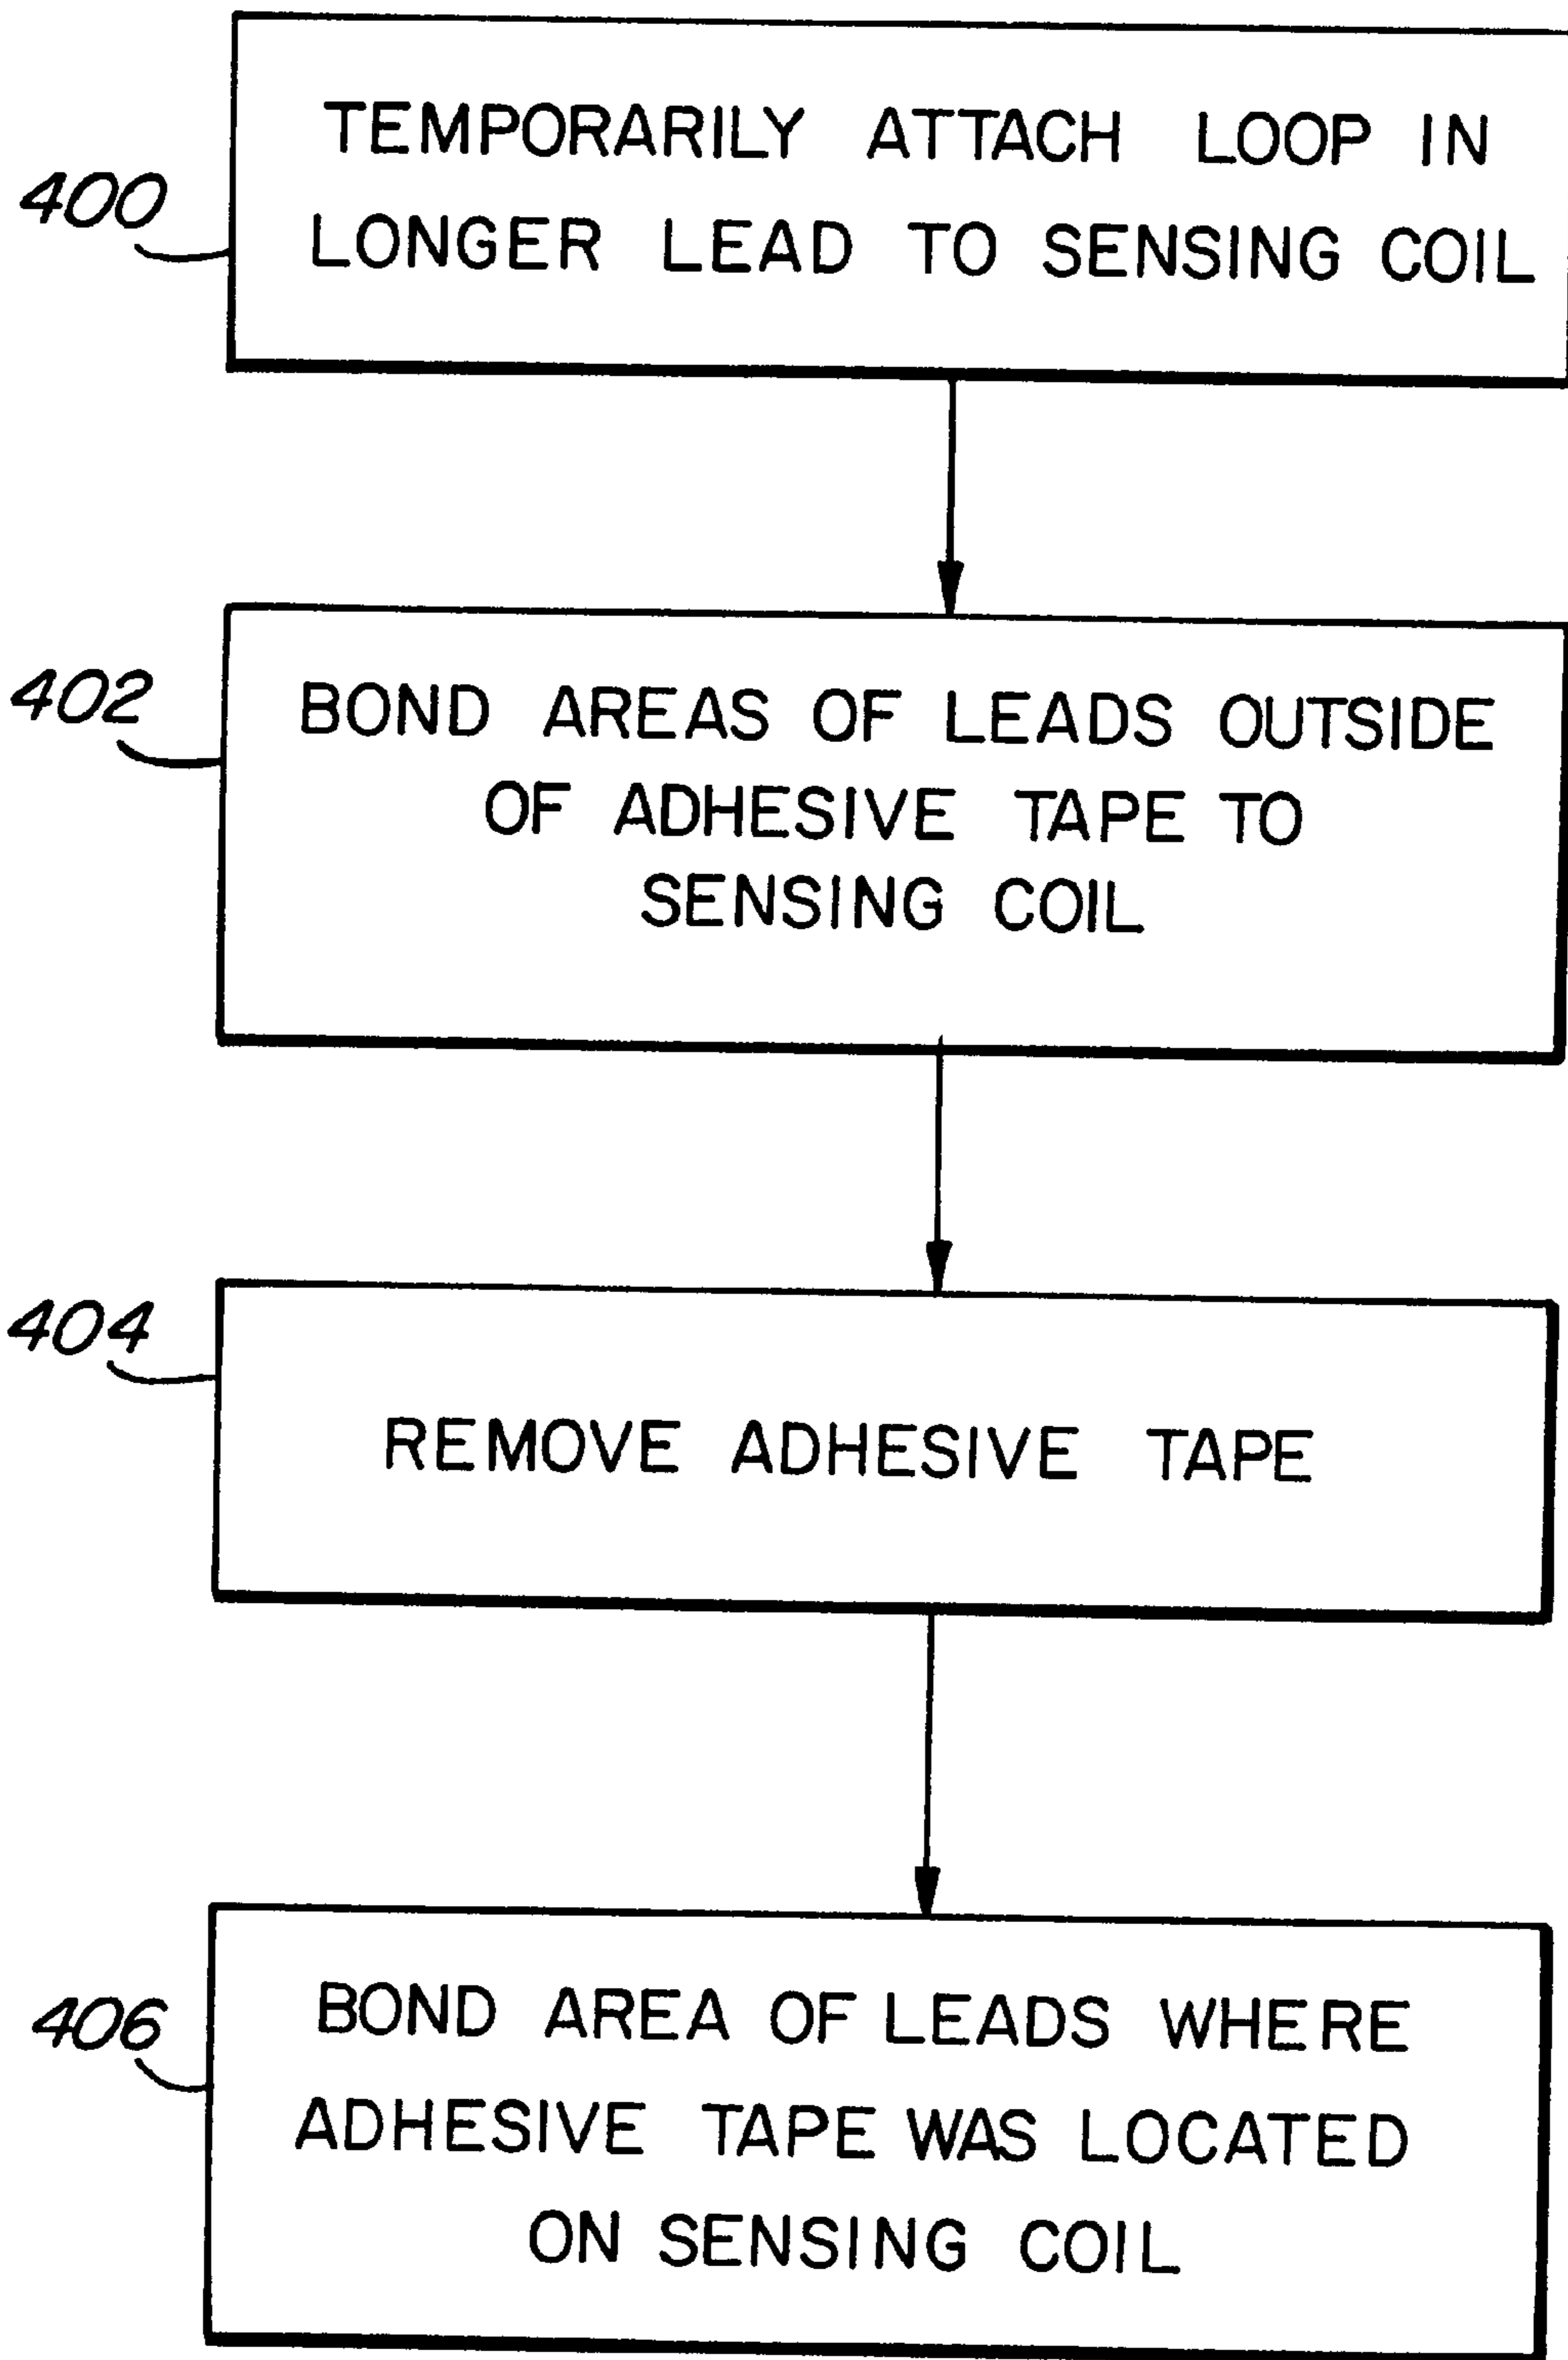 400
TEMPORARILY ATTACH LOOP IN
LONGER LEAD TO SENSING COIL
402
BOND AREAS OF LEADS OUTSIDE
OF ADHESIVE TAPE TO
SENSING COIL
404
REMOVE ADHESIVE TAPE
406
BOND AREA OF LEADS WHERE
ADHESIVE TAPE WAS LOCATED
ON SENSING COIL